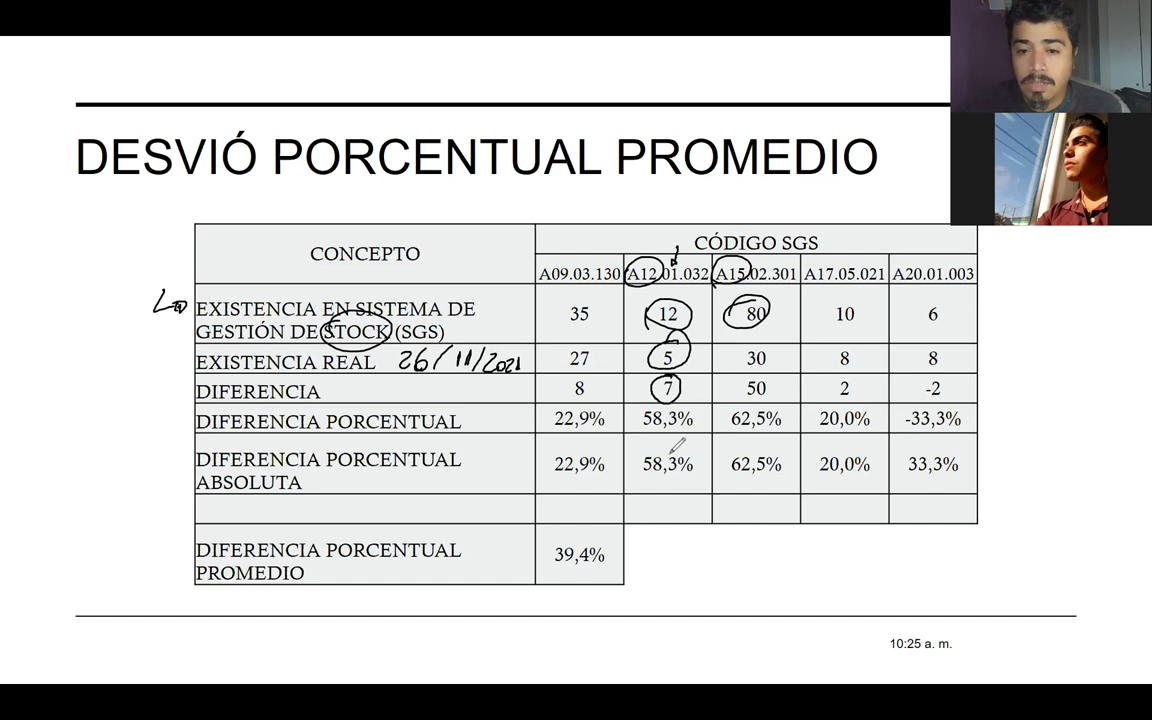 DESVIÓ PORCENTUAL PROMEDIO
CONCEPTO
CÓDIGO SGS
A09.03.130 A12.01.032 A15.02.301 A17.05.021 A20.01.003
EXISTENCIA EN SISTEMA DE
GESTIÓN DE STOCK (SGS)
35 12 80 10 6
EXISTENCIA REAL 26/11/2021 27 5 30 8 8
DIFERENCIA 8 7 50 2 -2
DIFERENCIA PORCENTUAL 22,9% 58,3% 62,5% 20,0% -33,3%
DIFERENCIA PORCENTUAL
ABSOLUTA
22,9% 58,3% 62,5% 20,0% 33,3%
DIFERENCIA PORCENTUAL
PROMEDIO
39,4%
10:25 a. m.